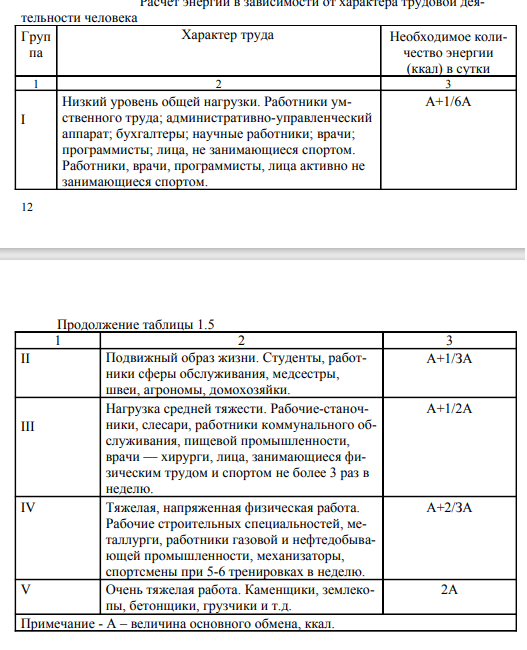 Расчет энергии в зависимости от характера трудовой дея-
тельности человека
Груп
па
Характер труда
Необходимое коли-
чество энергии
(ккал) в сутки
1 2 3
I
Низкий уровень общей нагрузки. Работники ум-
ственного труда; административно-управленческий
аппарат; бухгалтеры; научные работники; врачи;
программисты; лица, не занимающиеся спортом.
Работники, врачи, программисты, лица активно не
занимающиеся спортом.
А+1/6А
12
Продолжение таблицы 1.5
1 2 3
II
Подвижный образ жизни. Студенты, работ-
ники сферы обслуживания, медсестры,
швеи, агрономы, домохозяйки.
А+1/3А
III
Нагрузка средней тяжести. Рабочие-станоч-
ники, слесари, работники коммунального об-
служивания, пищевой промышленности,
врачи — хирурги, лица, занимающиеся фи-
зическим трудом и спортом не более 3 раз в
неделю.
А+1/2А
IV
Тяжелая, напряженная физическая работа.
Рабочие строительных специальностей, ме-
таллурги, работники газовой и нефтедобыва-
ющей промышленности, механизаторы,
спортсмены при 5-6 тренировках в неделю.
А+2/3А
V
Очень тяжелая работа. Каменщики, землеко-
пы, бетонщики, грузчики и т.д.
2А
Примечание - А – величина основного обмена, ккал.